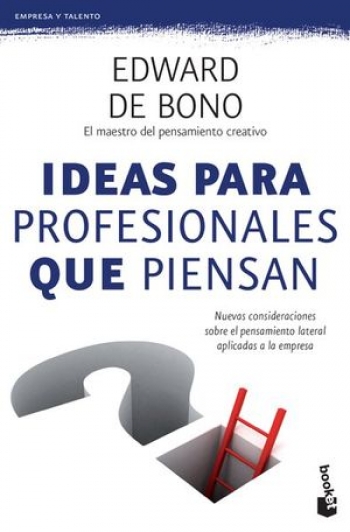 EMPRESA Y TALENTO
EDWARD
DE BONO
El maestro del pensamiento creativo
IDEAS PARA
PROFESIONALES
QUE PIENSAN
Nuevas consideraciones
sobre el pensamiento lateral
aplicadas a la empresa
booket